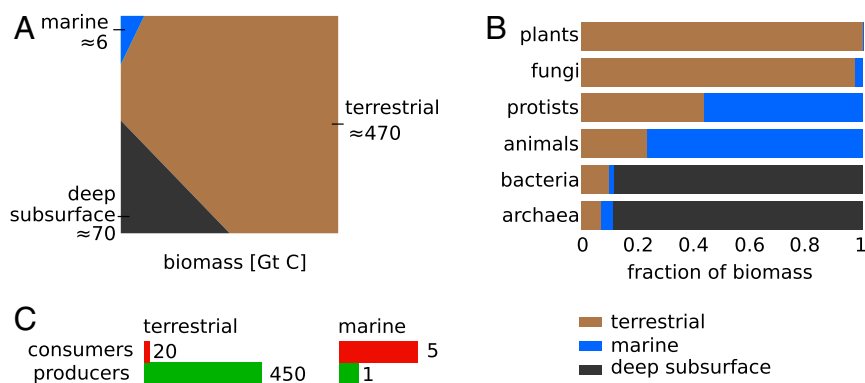 A
marine
≈6
terrestrial
≈470
deep
subsurface
≈70
biomass [Gt C]
B
plants
fungi
protists
animals
bacteria
archaea
0 0.2 0.4 0.6 0.8 1
fraction of biomass
terrestrial
marine
deep subsurface
C
terrestrial marine
consumers 20 5
producers 450 1